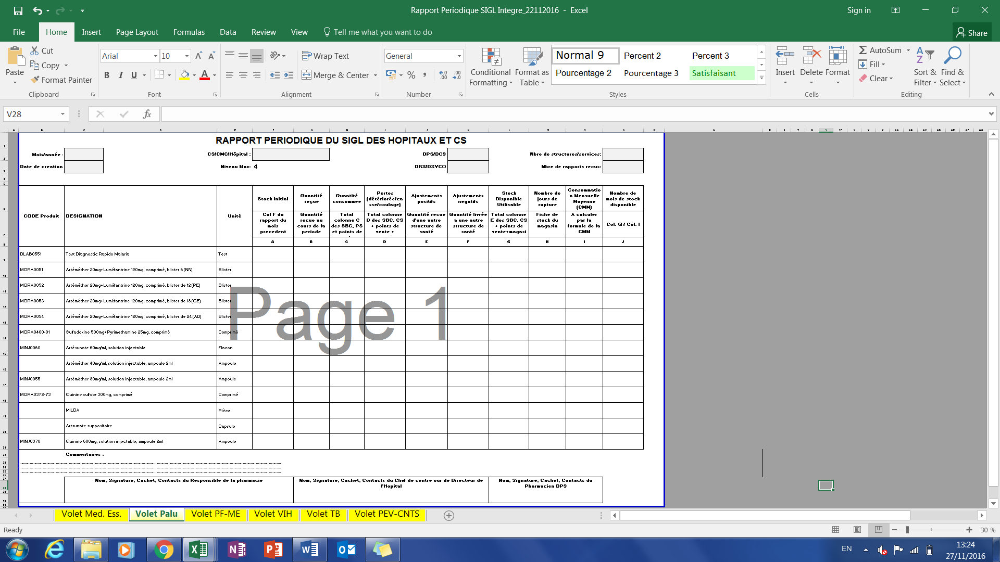 Rapport Periodique SIGL Integre_22112016 - Excel
Sign in
File Home Insert Page Layout Formulas Data Review View Tell me what you want to do
Share
Paste
Cut
Copy
Format Painter
Clipboard
Arial 10
B I U
Font
Wrap Text
Merge & Center
Alignment
General
Number
Conditional Formatting
Format as Table
Normal 9 Percent 2 Percent 3
Pourcentage 2 Pourcentage 3 Satisfaisant
Styles
Insert Delete Format
Cells
AutoSum
Fill
Clear
Sort & Filter
Find & Select
Editing
V28
fx
RAPPORT PERIODIQUE DU SIGL DES HOPITAUX ET CS
Mois/année : CS/CMC/Hôpital : DPS/DCS Nbre de structures/services:
Date de creation Niveau Max: 4 DRS/DSVCO Nbre de rapports recus:
CODE Produit
DESIGNATION
Unité
Stock initial
Quantité reçue
Quantité consommee
Pertes (détériorée/casse/coulage)
Ajustements positifs
Ajustements negatifs
Stock Disponible Utilisable
Nombre de jours de rupture
Consommation Mensuelle Moyenne (CMM)
Nombre de mois de stock disponible
Col F du rapport du mois precedent
Quantité recue au cours de la periode
Total colonne C des SBC, PS et points de
Total colonne D des SBC, CS + points de vente +
Quantité recue d'une autre structure de santé
Quantité livrée a une autre structure de santé
Total colonne E des SBC, CS + points de vente+magasi
Fiche de stock du magasin
A calculer par la formule de la CMM
Col. G / Col. I
A B C D E F G H I J
DLAB0551 Test Diagnostic Rapide Malaria Test
MORA0051 Artéméther 20mg+Luméfantrine 120mg, comprimé, blister 6 (NN) Blister
MORA0052 Artéméther 20mg+Luméfantrine 120mg, comprimé, blister de 12 (PE) Blister
MORA0053 Artéméther 20mg+Luméfantrine 120mg, comprimé, blister de 18 (GE) Blister
MORA0054 Artéméther 20mg+Luméfantrine 120mg, comprimé, blister de 24 (AD) Blister
MORA0400-01 Sulfadoxine 500mg+Pyrimethamine 25mg, comprimé Comprimé
MINJ0060 Artésunate 60mg/ml, solution injectable Flacon
Artéméther 40mg/ml, solution injectable, ampoule 2ml Ampoule
MINJ0055 Artéméther 80mg/ml, solution injectable, ampoule 2ml Ampoule
MORA0372-73 Quinine sulfate 300mg, comprimé Comprimé
MILDA Pièce
Artsunate suppositoire Capsule
MINJ0370 Quinine 600mg, solution injectable, ampoule 2ml Ampoule
Page 1
Commentaires :
Nom, Signature, Cachet, Contacts du Responsible de la pharmacie
Nom, Signature, Cachet, Contacts du Chef de centre our de Directeur de l'Hopital
Nom, Signature, Cachet, Contacts du Pharmacien DPS
Volet Med. Ess. Volet Palu Volet PF-ME Volet VIH Volet TB Volet PEV-CNTS
Ready
30 %
EN
13:24
27/11/2016